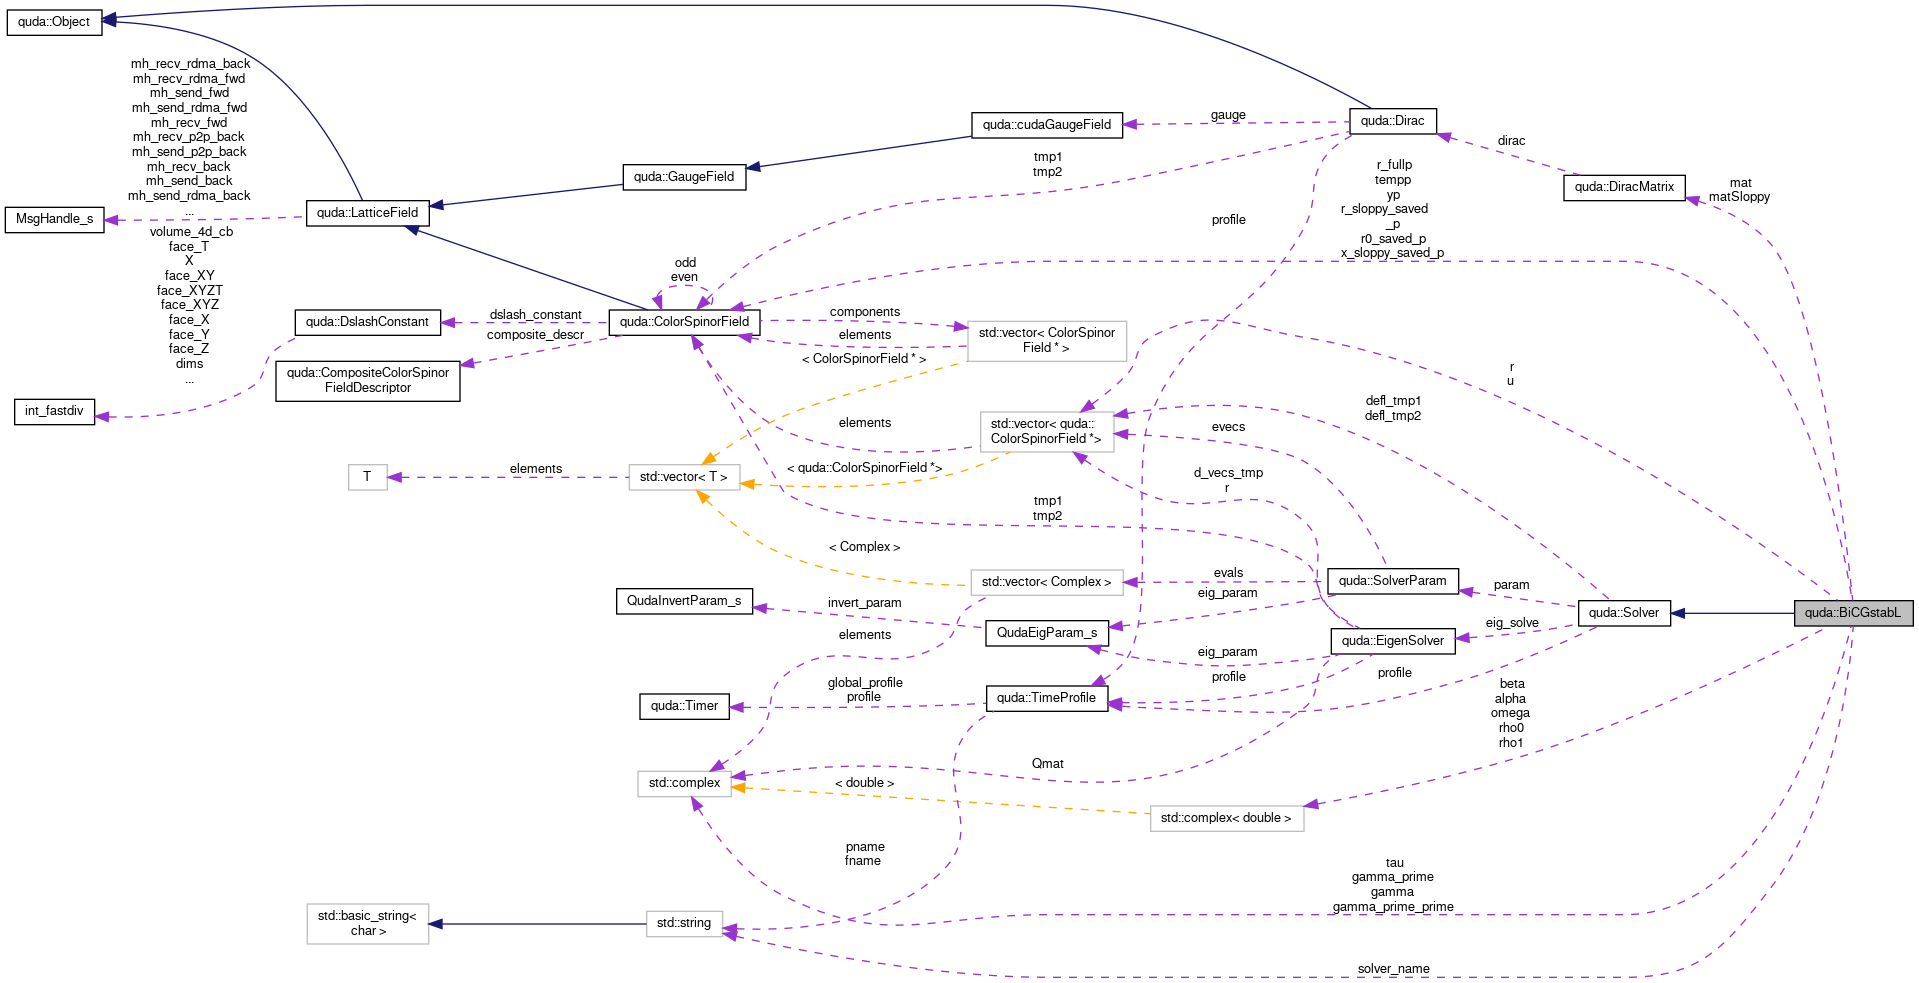 quda::Object
mh_recv_rdma_back
mh_recv_rdma_fwd
mh_send_fwd
mh_send_rdma_fwd
mh_recv_fwd
mh_recv_p2p_back
mh_send_p2p_back
mh_recv_back
mh_send_back
mh_send_rdma_back
...
MsgHandle_s
volume_4d_cb
face_T
X
face_XY
face_XYZT
face_XYZ
face_X
face_Y
face_Z
dims
...
int_fastdiv
quda::LatticeField
quda::DslashConstant
quda::CompositeColorSpinor
FieldDescriptor
T
elements
std::basic_string<
char >
quda::GaugeField
odd
even
quda::ColorSpinorField
dslash_constant
composite_descr
std::vector< T >
QudaInvertParam_s
quda::Timer
std::complex
std::string
components
elements
< ColorSpinorField * >
elements
< quda::ColorSpinorField *>
< Complex >
invert_param
elements
global_profile
profile
< double >
pname
fname
quda::cudaGaugeField
tmp1
tmp2
std::vector< ColorSpinor
Field * >
std::vector< quda::
ColorSpinorField *>
tmp1
tmp2
std::vector< Complex >
QudaEigParam_s
quda::TimeProfile
Qmat
std::complex< double >
gauge
profile
evecs
d_vecs_tmp
r
evals
eig_param
eig_param
profile
quda::Dirac
r_fullp
tempp
yp
r_sloppy_saved
_p
r0_saved_p
x_sloppy_saved_p
defl_tmp1
defl_tmp2
quda::SolverParam
quda::EigenSolver
profile
tau
gamma_prime
gamma
gamma_prime_prime
solver_name
dirac
r
u
param
eig_solve
beta
alpha
omega
rho0
rho1
quda::DiracMatrix
quda::Solver
mat
matSloppy
quda::BiCGstabL